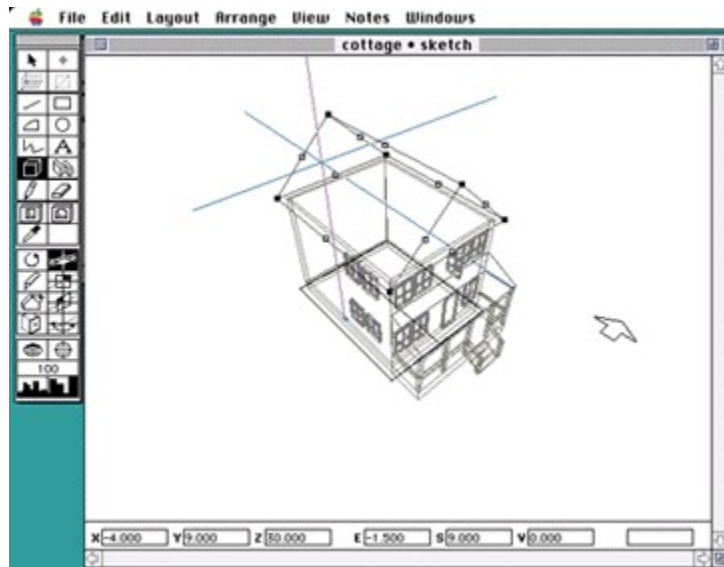 File Edit Layout Arrange View Notes Windows
cottage • sketch
A
100
X -4.000 Y 9.000 Z 30.000 E -1.500 S 9.000 V 0.000